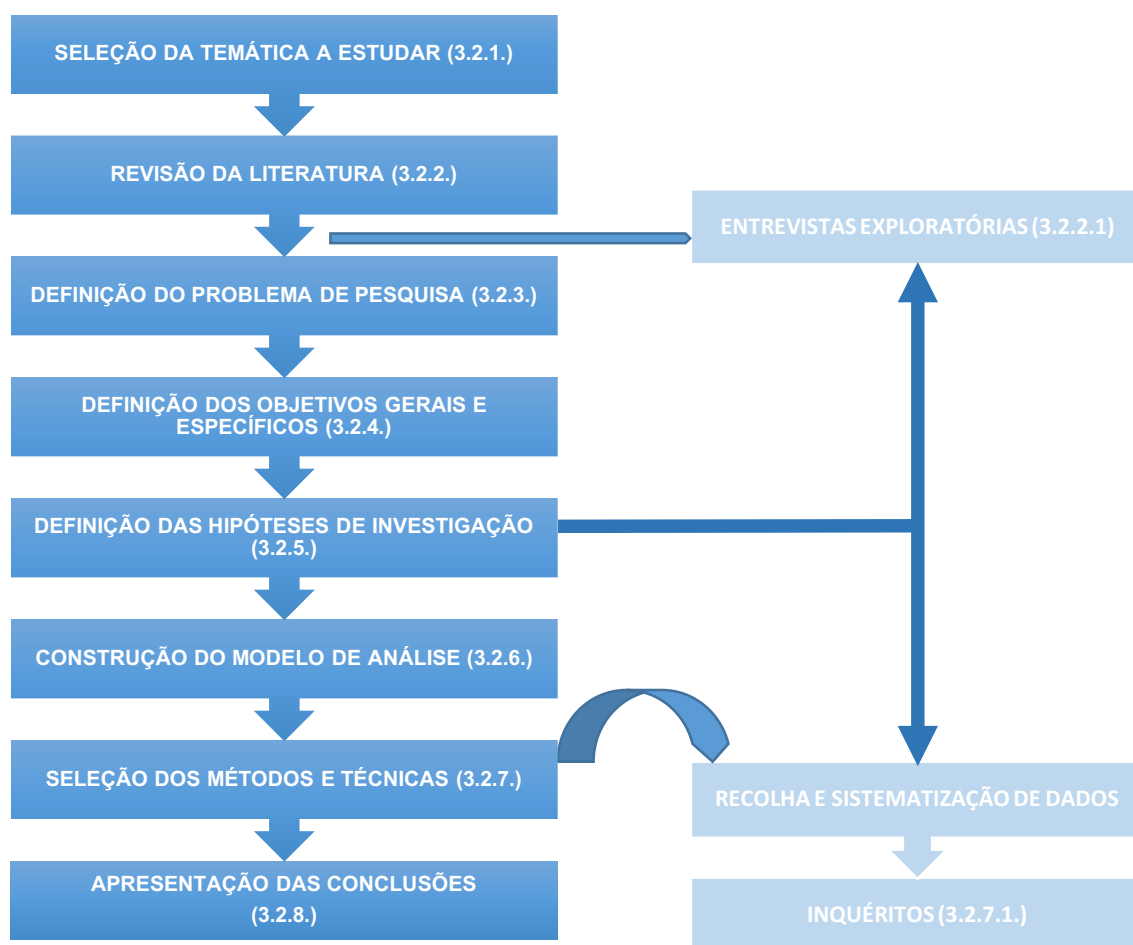 SELEÇÃO DA TEMÁTICA A ESTUDAR (3.2.1.)
REVISÃO DA LITERATURA (3.2.2.)
ENTREVISTAS EXPLORATÓRIAS (3.2.2.1)
DEFINIÇÃO DO PROBLEMA DE PESQUISA (3.2.3.)
DEFINIÇÃO DOS OBJETIVOS GERAIS E
ESPECÍFICOS (3.2.4.)
DEFINIÇÃO DAS HIPÓTESES DE INVESTIGAÇÃO
(3.2.5.)
CONSTRUÇÃO DO MODELO DE ANÁLISE (3.2.6.)
SELEÇÃO DOS MÉTODOS E TÉCNICAS (3.2.7.)
RECOLHA E SISTEMATIZAÇÃO DE DADOS
APRESENTAÇÃO DAS CONCLUSÕES
(3.2.8.)
INQUÉRITOS (3.2.7.1.)